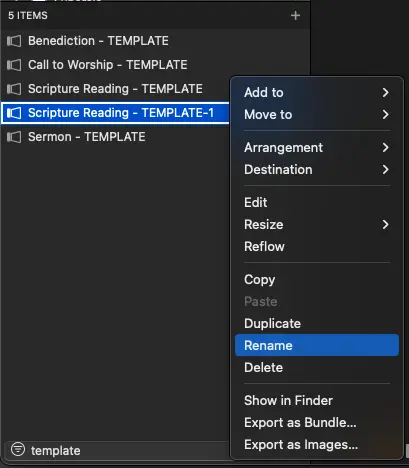 5 ITEMS
Benediction - TEMPLATE
Call to Worship - TEMPLATE
Scripture Reading - TEMPLATE
Scripture Reading - TEMPLATE-1
Sermon - TEMPLATE
Add to
Move to
Arrangement
Destination
Edit
Resize
Reflow
Copy
Paste
Duplicate
Rename
Delete
Show in Finder
Export as Bundle...
Export as Images...
template